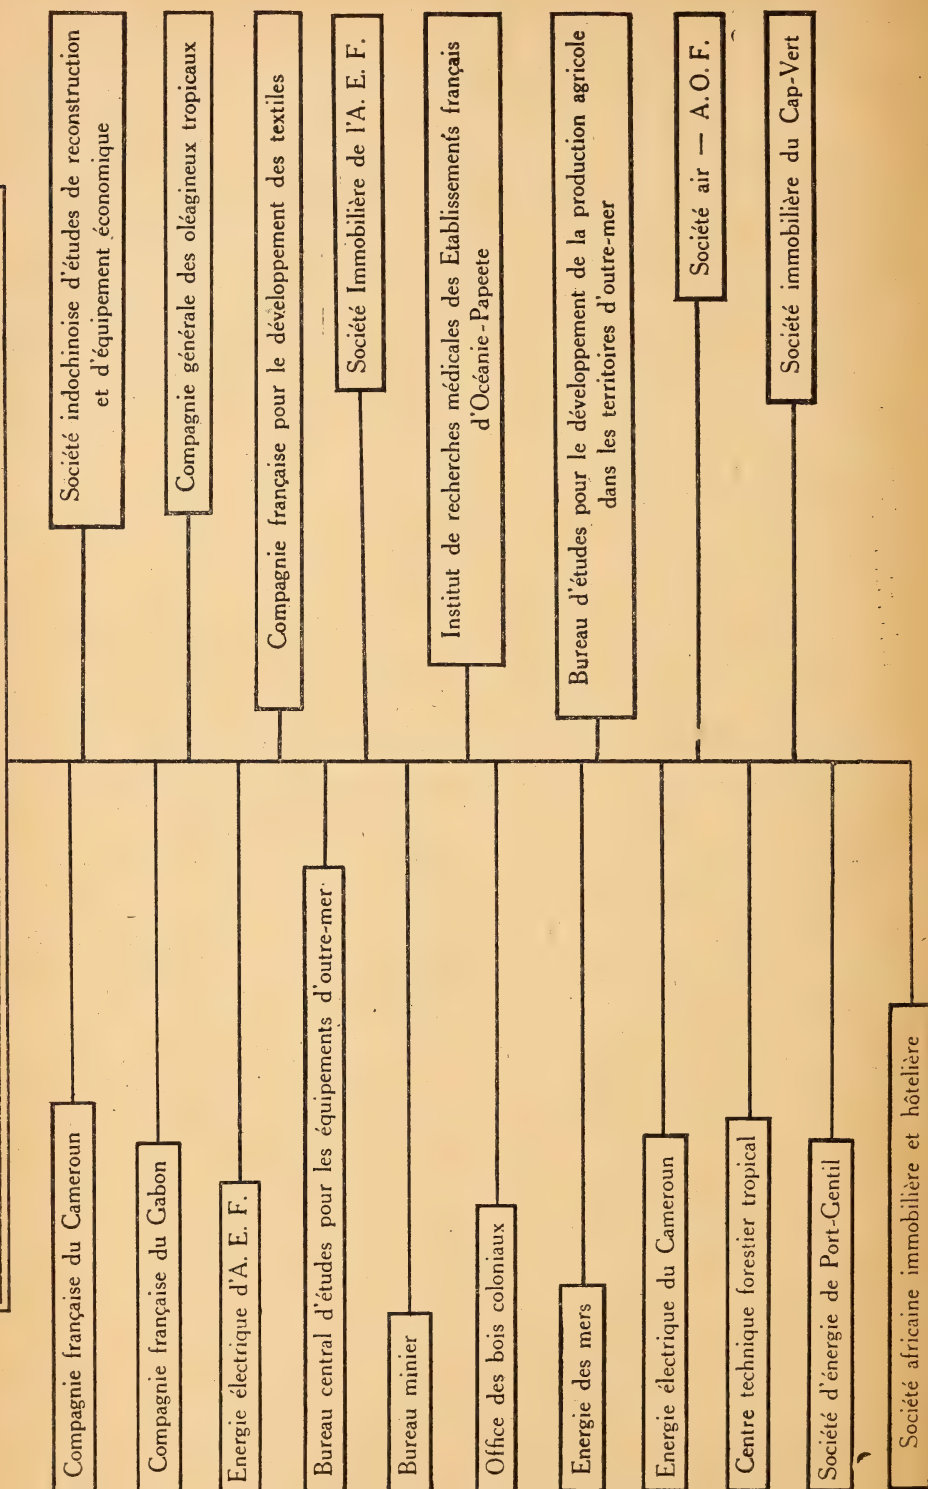 Société indochinoise d'études de reconstruction
et d'équipement économique
Compagnie générale des oléagineux tropicaux
Compagnie française pour le développement des textiles
Société Immobilière de l'A. E. F.
Institut de recherches médicales des Etablissements français
d'Océanie - Papeete
Bureau d'études pour le développement de la production agricole
dans les territoires d'outre-mer
Société air — A. O. F.
Société immobilière du Cap-Vert
Compagnie française du Cameroun
Compagnie française du Gabon
Energie électrique d'A. E. F.
Bureau central d'études pour les équipements d'outre-mer
Bureau minier
Office des bois coloniaux
Energie des mers
Energie électrique du Cameroun
Centre technique forestier tropical
Société d'énergie de Port-Gentil
Société africaine immobilière et hôtelière